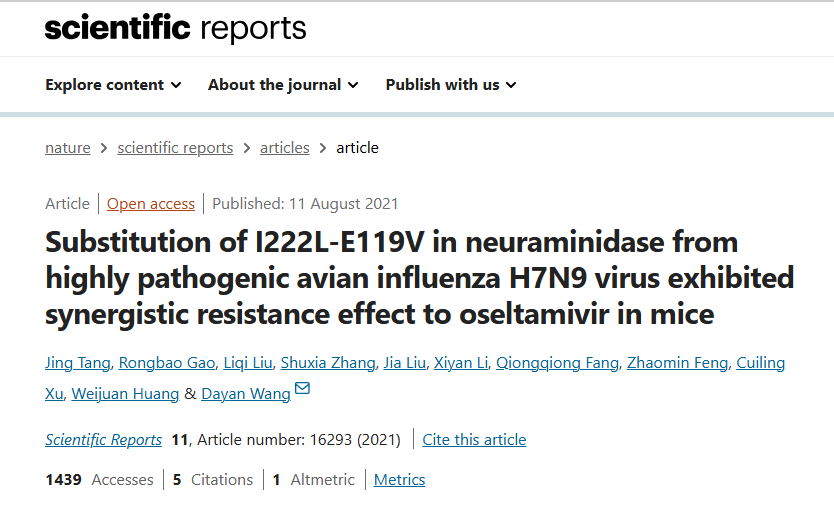 scientific reports
Explore content About the journal Publish with us
nature > scientific reports > articles > article
Article | Open access | Published: 11 August 2021
Substitution of I222L-E119V in neuraminidase from
highly pathogenic avian influenza H7N9 virus exhibited
synergistic resistance effect to oseltamivir in mice
Jing Tang, Rongbao Gao, Liqi Liu, Shuxia Zhang, Jia Liu, Xiyan Li, Qiongqiong Fang, Zhaomin Feng, Cuiling
Xu, Weijuan Huang & Dayan Wang
Scientific Reports 11, Article number: 16293 (2021) | Cite this article
1439 Accesses | 5 Citations | 1 Altmetric | Metrics